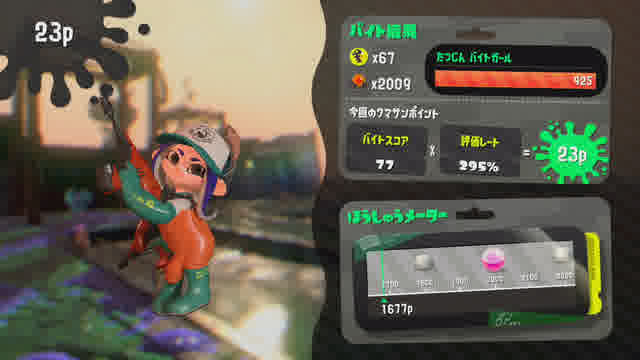 23p
バイト戦績
x67
x2009
たつじん バイトガール
925
今回のクマサンポイント
バイトスコア
77
x
評価レート
295%
=
23p
ほうしゅうメーター
2000
1677p